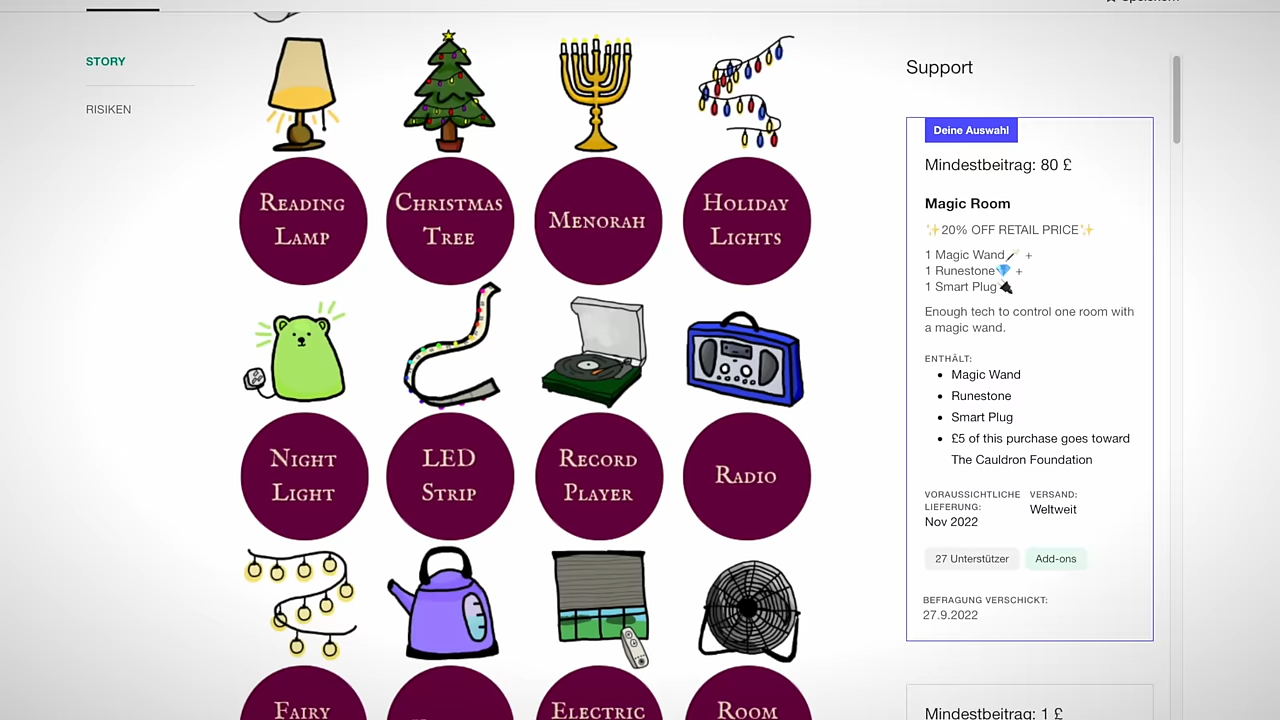 STORY
RISIKEN
READING
LAMP
CHRISTMAS
TREE
MENORAH
HOLIDAY
LIGHTS
NIGHT
LIGHT
LED
STRIP
RECORD
PLAYER
RADIO
FAIRY
ELECTRIC
ROOM
Support
Deine Auswahl
Mindestbeitrag: 80 £
Magic Room
✨20% OFF RETAIL PRICE✨
1 Magic Wand🪄 +
1 Runestone💎 +
1 Smart Plug🔌
Enough tech to control one room with
a magic wand.
ENTHÄLT:
• Magic Wand
• Runestone
• Smart Plug
• £5 of this purchase goes toward
The Cauldron Foundation
VORAUSSICHTLICHE
LIEFERUNG:
Nov 2022
VERSAND:
Weltweit
27 Unterstützer
Add-ons
BEFRAGUNG VERSCHICKT:
27.9.2022
Mindestbeitrag: 1 £